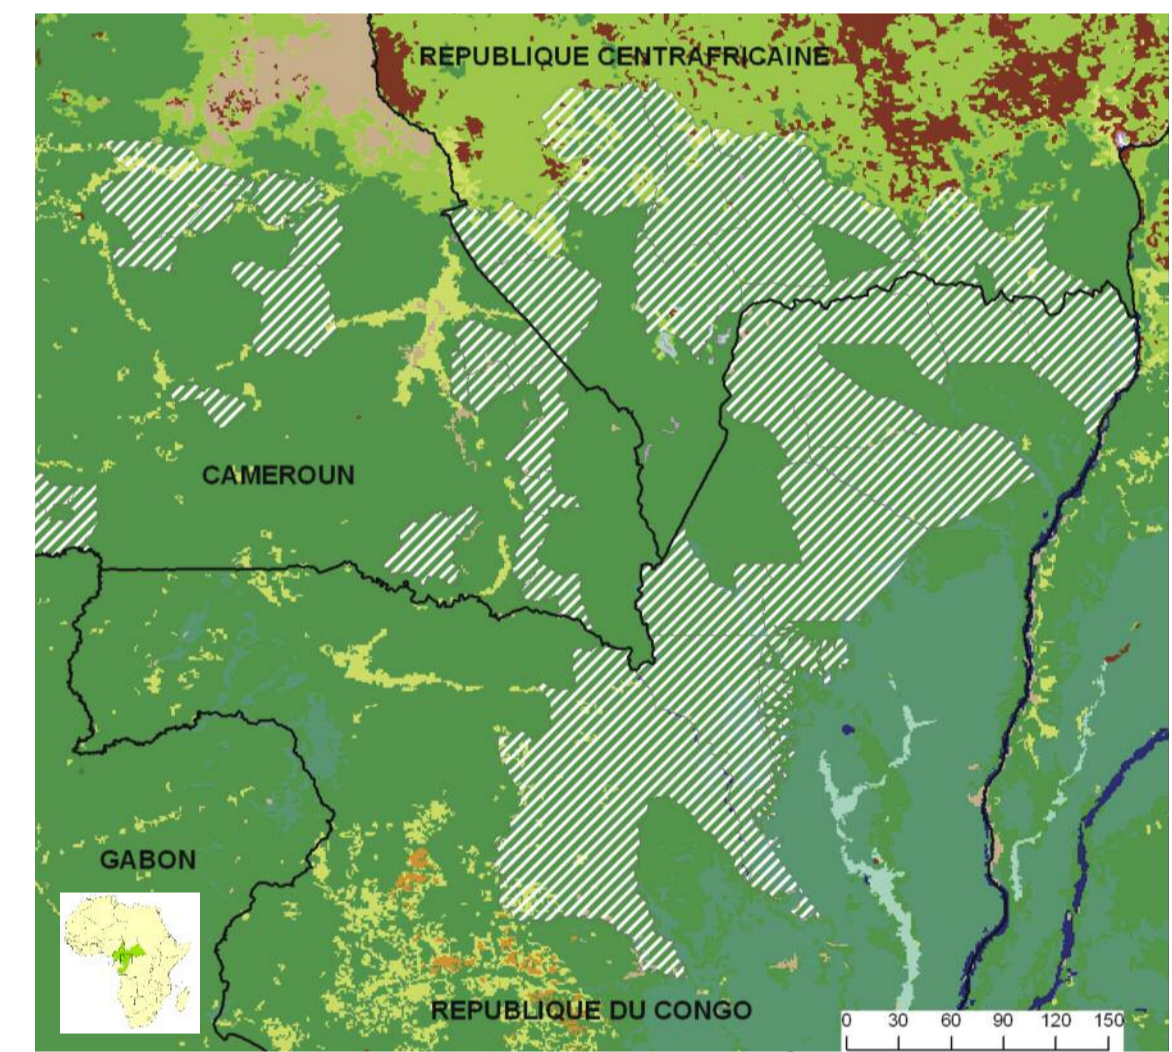 REPUBLIQUE CENTRAFRICAINE
CAMEROUN
GABON
REPUBLIQUE DU CONGO
0 30 60 90 120 150